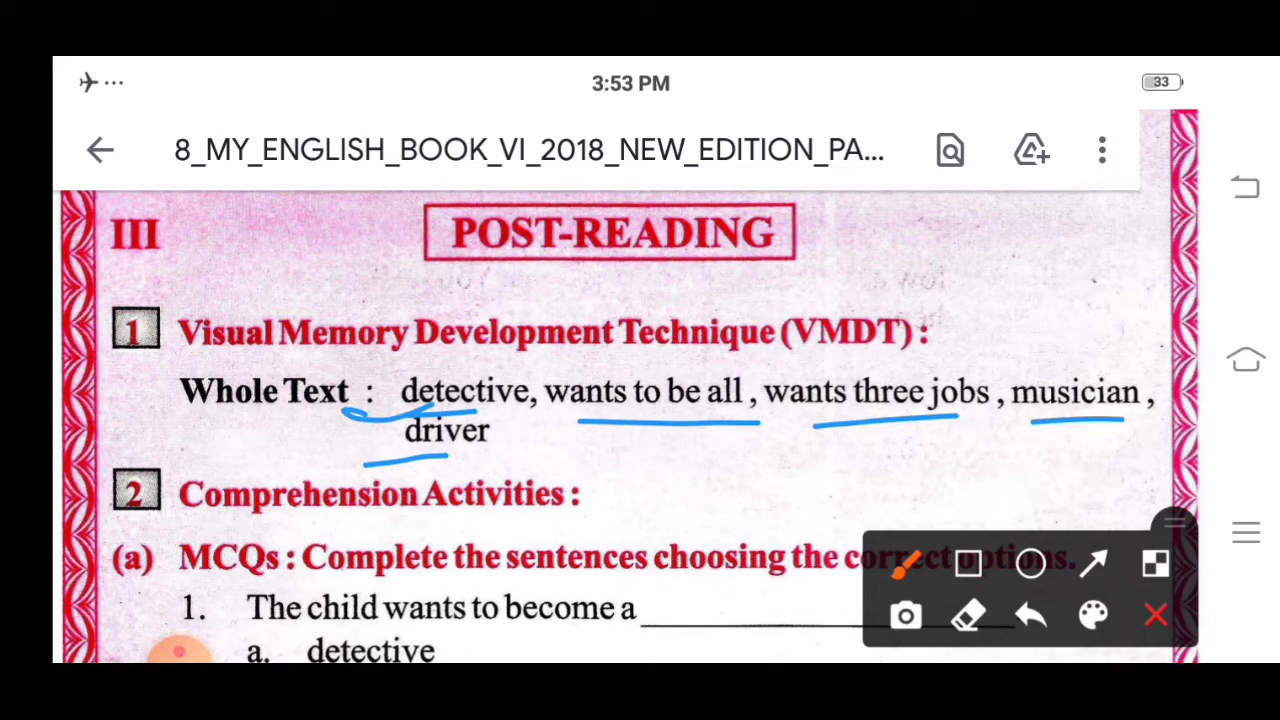 3:53 PM
33
8_MY_ENGLISH_BOOK_VI_2018_NEW_EDITION_PA...
III POST-READING
1 Visual Memory Development Technique (VMDT) :
Whole Text : detective, wants to be all , wants three jobs , musician ,
driver
2 Comprehension Activities :
(a) MCQs : Complete the sentences choosing the correct options.
1. The child wants to become a
a. detective